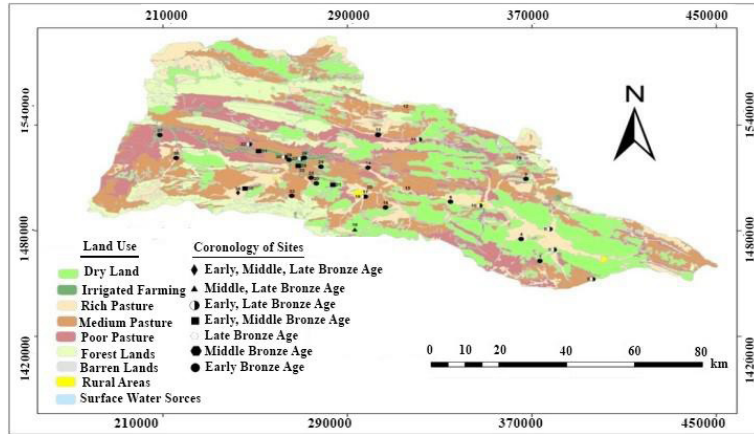 210000 290000 370000 450000
1540000 1540000
N
1480000 1480000
1420000 1420000
Land Use
Dry Land
Irrigated Farming
Rich Pasture
Medium Pasture
Poor Pasture
Forest Lands
Barren Lands
Rural Areas
Surface Water Sorces
Coronology of Sites
Early, Middle, Late Bronze Age
Middle, Late Bronze Age
Early, Late Bronze Age
Early, Middle Bronze Age
Late Bronze Age
Middle Bronze Age
Early Bronze Age
0 10 20 40 60 80
km
210000 290000 370000 450000